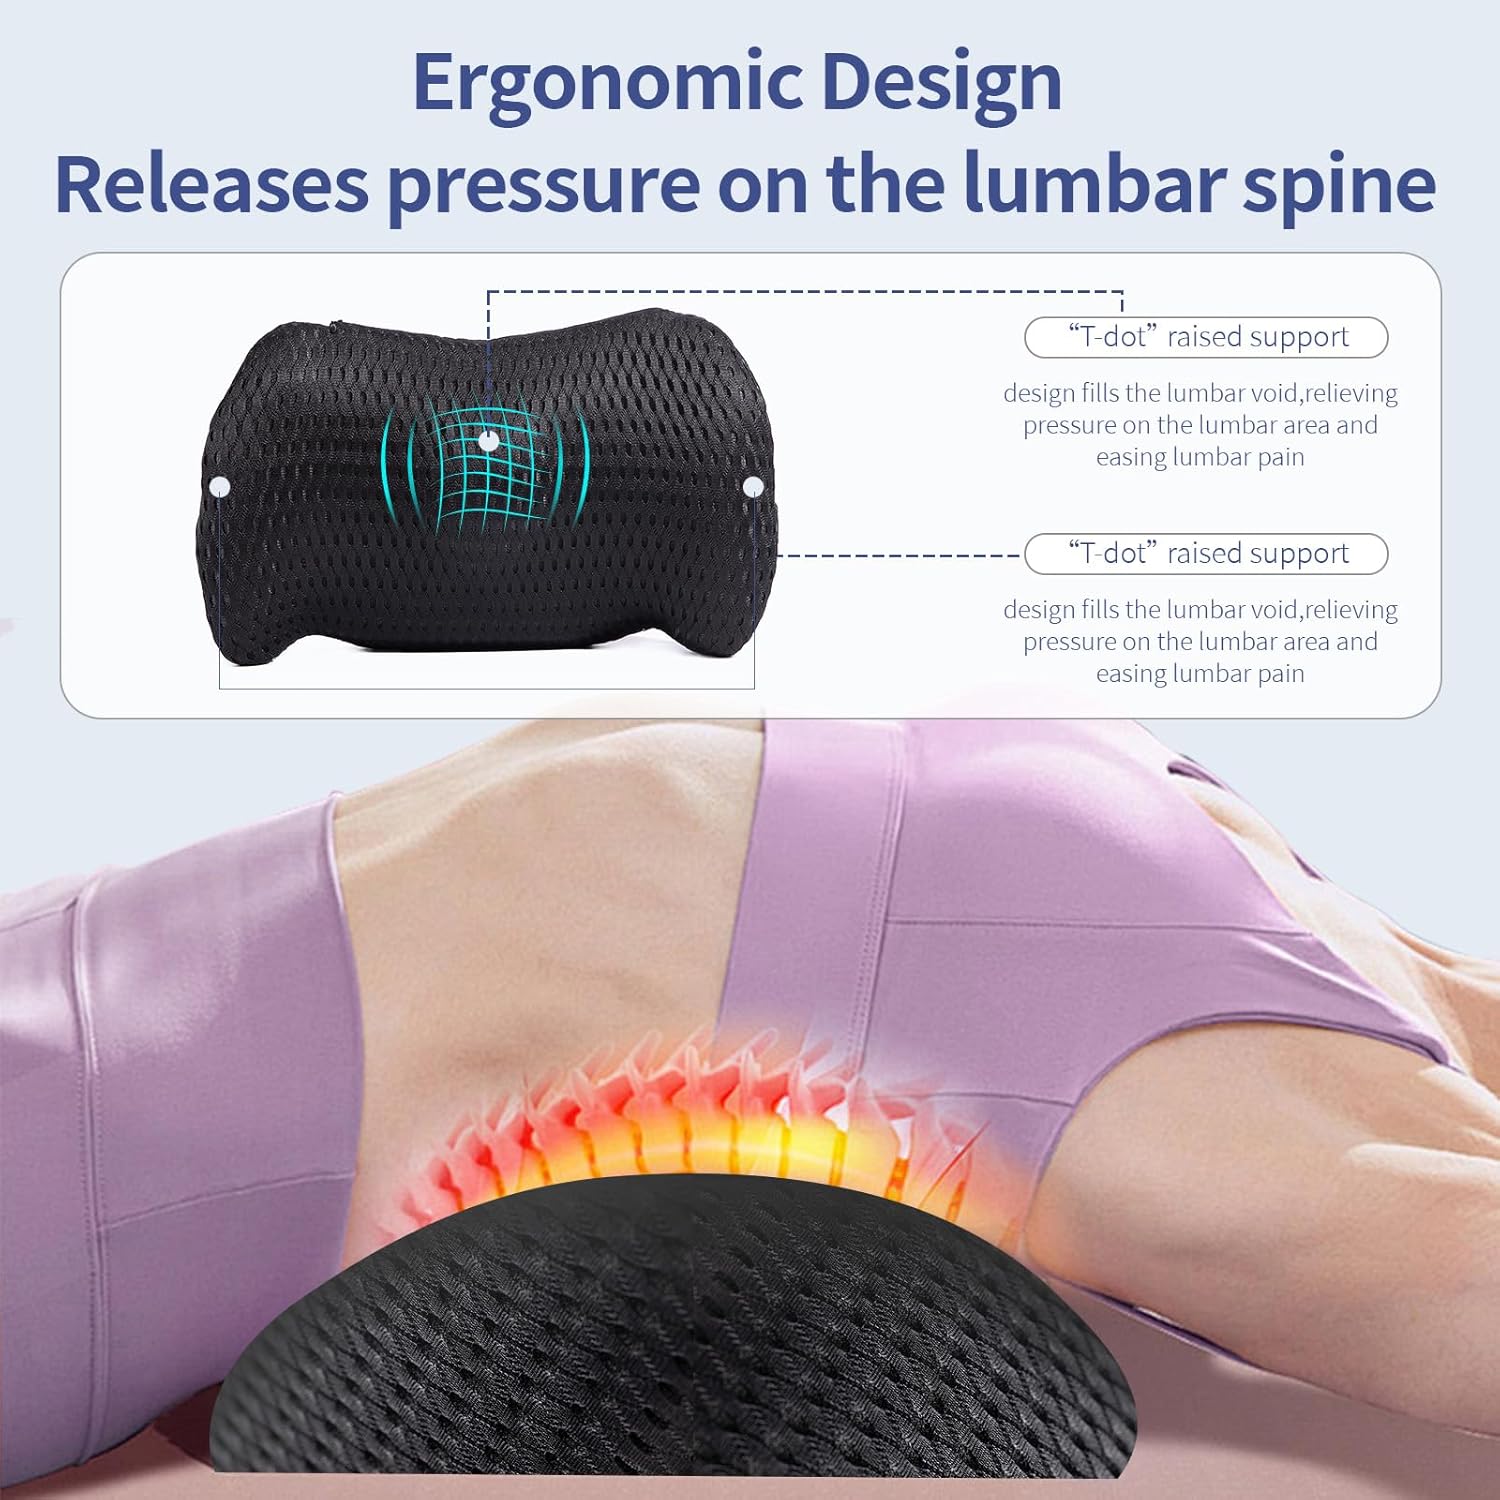 Ergonomic Design
Releases pressure on the lumbar spine
“T-dot” raised support
design fills the lumbar void,relieving
pressure on the lumbar area and
easing lumbar pain
“T-dot” raised support
design fills the lumbar void,relieving
pressure on the lumbar area and
easing lumbar pain